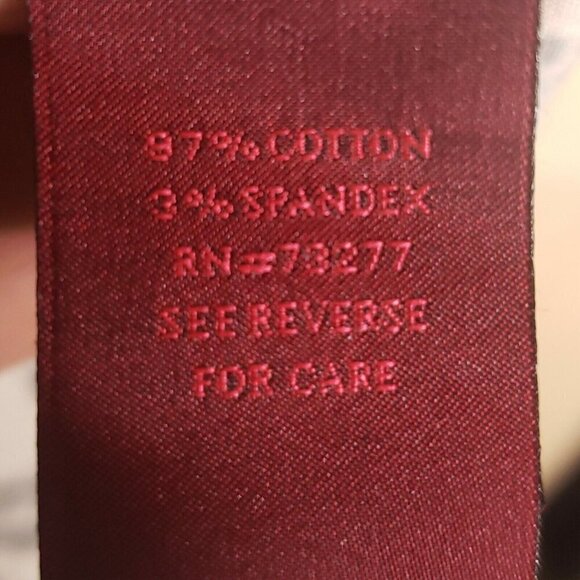 97% COTTON
3% SPANDEX
RN#73277
SEE REVERSE
FOR CARE